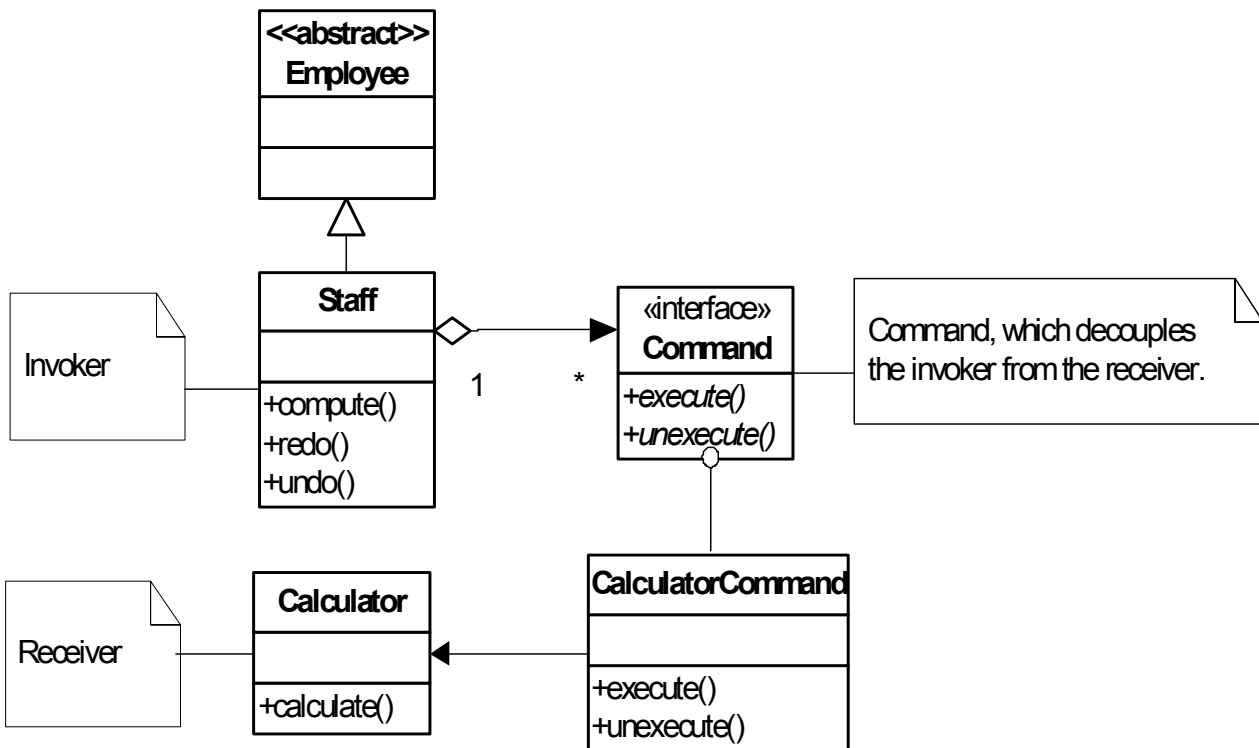 <<abstract>>
Employee
Invoker
Staff
+compute()
+redo()
+undo()
1
*
«interface»
Command
+execute()
+unexecute()
Command, which decouples
the invoker from the receiver.
Receiver
Calculator
+calculate()
CalculatorCommand
+execute()
+unexecute()